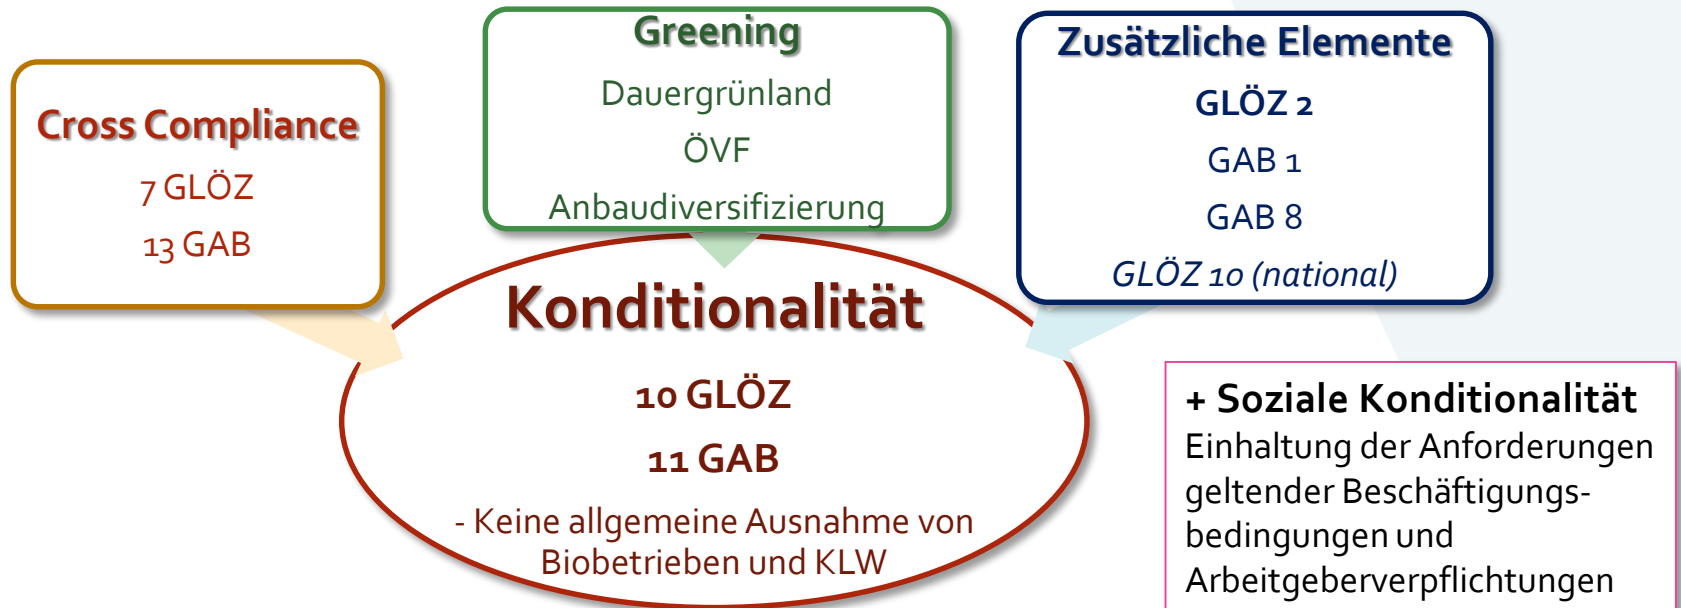 Cross Compliance
7 GLÖZ
13 GAB
Greening
Dauergrünland
ÖVF
Anbaudiversifizierung
Zusätzliche Elemente
GLÖZ 2
GAB 1
GAB 8
GLÖZ 10 (national)
Konditionalität
10 GLÖZ
11 GAB
- Keine allgemeine Ausnahme von
Biobetrieben und KLW
+ Soziale Konditionalität
Einhaltung der Anforderungen
geltender Beschäftigungs-
bedingungen und
Arbeitgeberverpflichtungen